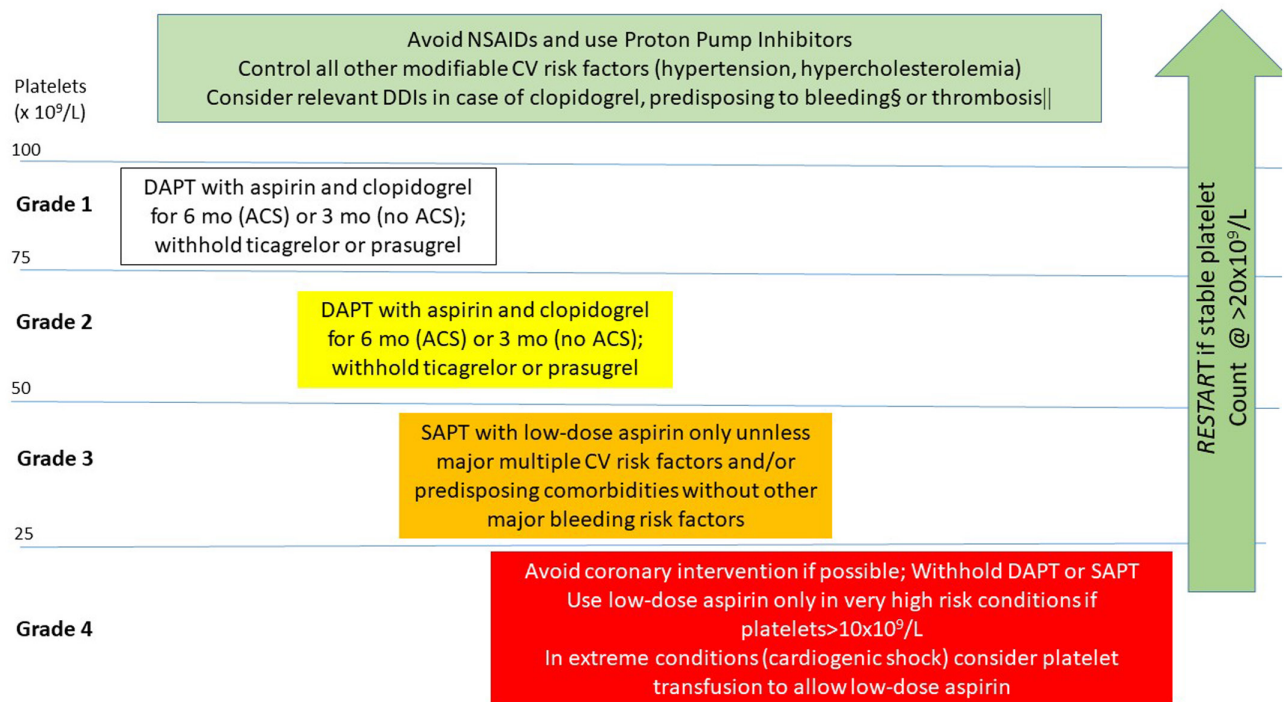 Avoid NSAIDs and use Proton Pump Inhibitors
Control all other modifiable CV risk factors (hypertension, hypercholesterolemia)
Consider relevant DDIs in case of clopidogrel, predisposing to bleeding§ or thrombosis||
Platelets
(x 10⁹/L)
100
Grade 1
DAPT with aspirin and clopidogrel
for 6 mo (ACS) or 3 mo (no ACS);
withhold ticagrelor or prasugrel
75
Grade 2
DAPT with aspirin and clopidogrel
for 6 mo (ACS) or 3 mo (no ACS);
withhold ticagrelor or prasugrel
50
Grade 3
SAPT with low-dose aspirin only unnless
major multiple CV risk factors and/or
predisposing comorbidities without other
major bleeding risk factors
25
Grade 4
Avoid coronary intervention if possible; Withhold DAPT or SAPT
Use low-dose aspirin only in very high risk conditions if
platelets>10x10⁹/L
In extreme conditions (cardiogenic shock) consider platelet
transfusion to allow low-dose aspirin
RESTART if stable platelet
Count @ >20x10⁹/L